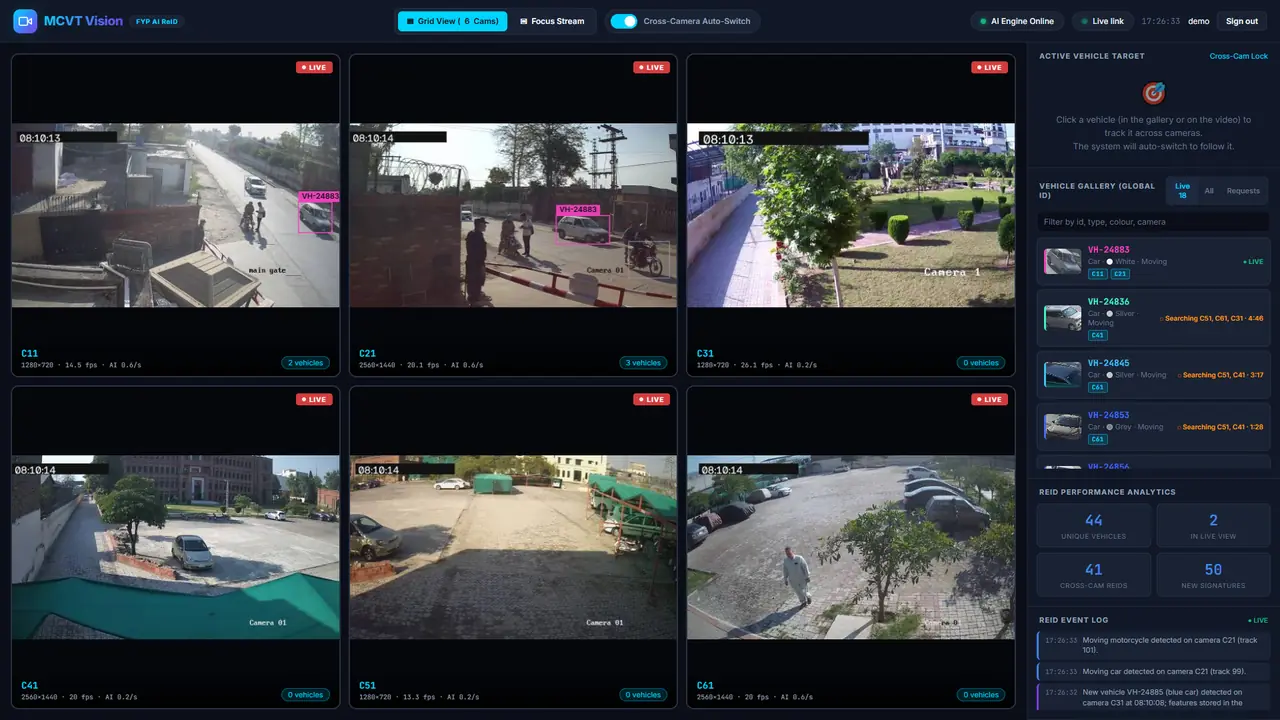 MCVT Vision
FYP AI ReID
Grid View ( 6 Cams)
Focus Stream
Cross-Camera Auto-Switch
AI Engine Online
Live link
17:26:33
demo
Sign out
LIVE
08:10:13
VH-24883
main gate
C11
1280×720 · 14.5 fps · AI 0.6/s
2 vehicles
LIVE
08:10:14
VH-24883
Camera 01
C21
2560×1440 · 20.1 fps · AI 0.6/s
3 vehicles
LIVE
08:10:13
Camera 1
C31
1280×720 · 26.1 fps · AI 0.2/s
0 vehicles
LIVE
08:10:14
Camera 01
C41
2560×1440 · 20 fps · AI 0.2/s
0 vehicles
LIVE
08:10:14
Camera 01
C51
1280×720 · 13.3 fps · AI 0.2/s
0 vehicles
LIVE
08:10:14
C61
2560×1440 · 20 fps · AI 0.6/s
0 vehicles
ACTIVE VEHICLE TARGET
Cross-Cam Lock
Click a vehicle (in the gallery or on the video) to
track it across cameras.
The system will auto-switch to follow it.
VEHICLE GALLERY (GLOBAL
ID)
Live
18
All
Requests
Filter by id, type, colour, camera
VH-24883
Car · White · Moving
LIVE
C11 C21
VH-24836
Car · Silver ·
Moving
Searching C51, C61, C31 · 4:46
C41
VH-24845
Car · Silver · Moving
Searching C51, C41 · 3:17
C61
VH-24853
Car · Grey · Moving
Searching C51, C41 · 1:28
C61
VH-24856
REID PERFORMANCE ANALYTICS
44
UNIQUE VEHICLES
2
IN LIVE VIEW
41
CROSS-CAM REIDS
50
NEW SIGNATURES
REID EVENT LOG
LIVE
17:26:33 Moving motorcycle detected on camera C21 (track
101).
17:26:33 Moving car detected on camera C21 (track 99).
17:26:32 New vehicle VH-24885 (blue car) detected on
camera C31 at 08:10:08; features stored in the